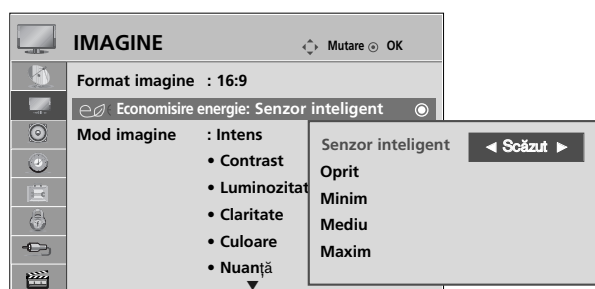 IMAGINE
Mutare OK
Format imagine : 16:9
Economisire energie: Senzor inteligent
Mod imagine : Intens
• Contrast
• Luminozitat
• Claritate
• Culoare
• Nuanță
Senzor inteligent ◄ Scăzut ►
Oprit
Minim
Mediu
Maxim